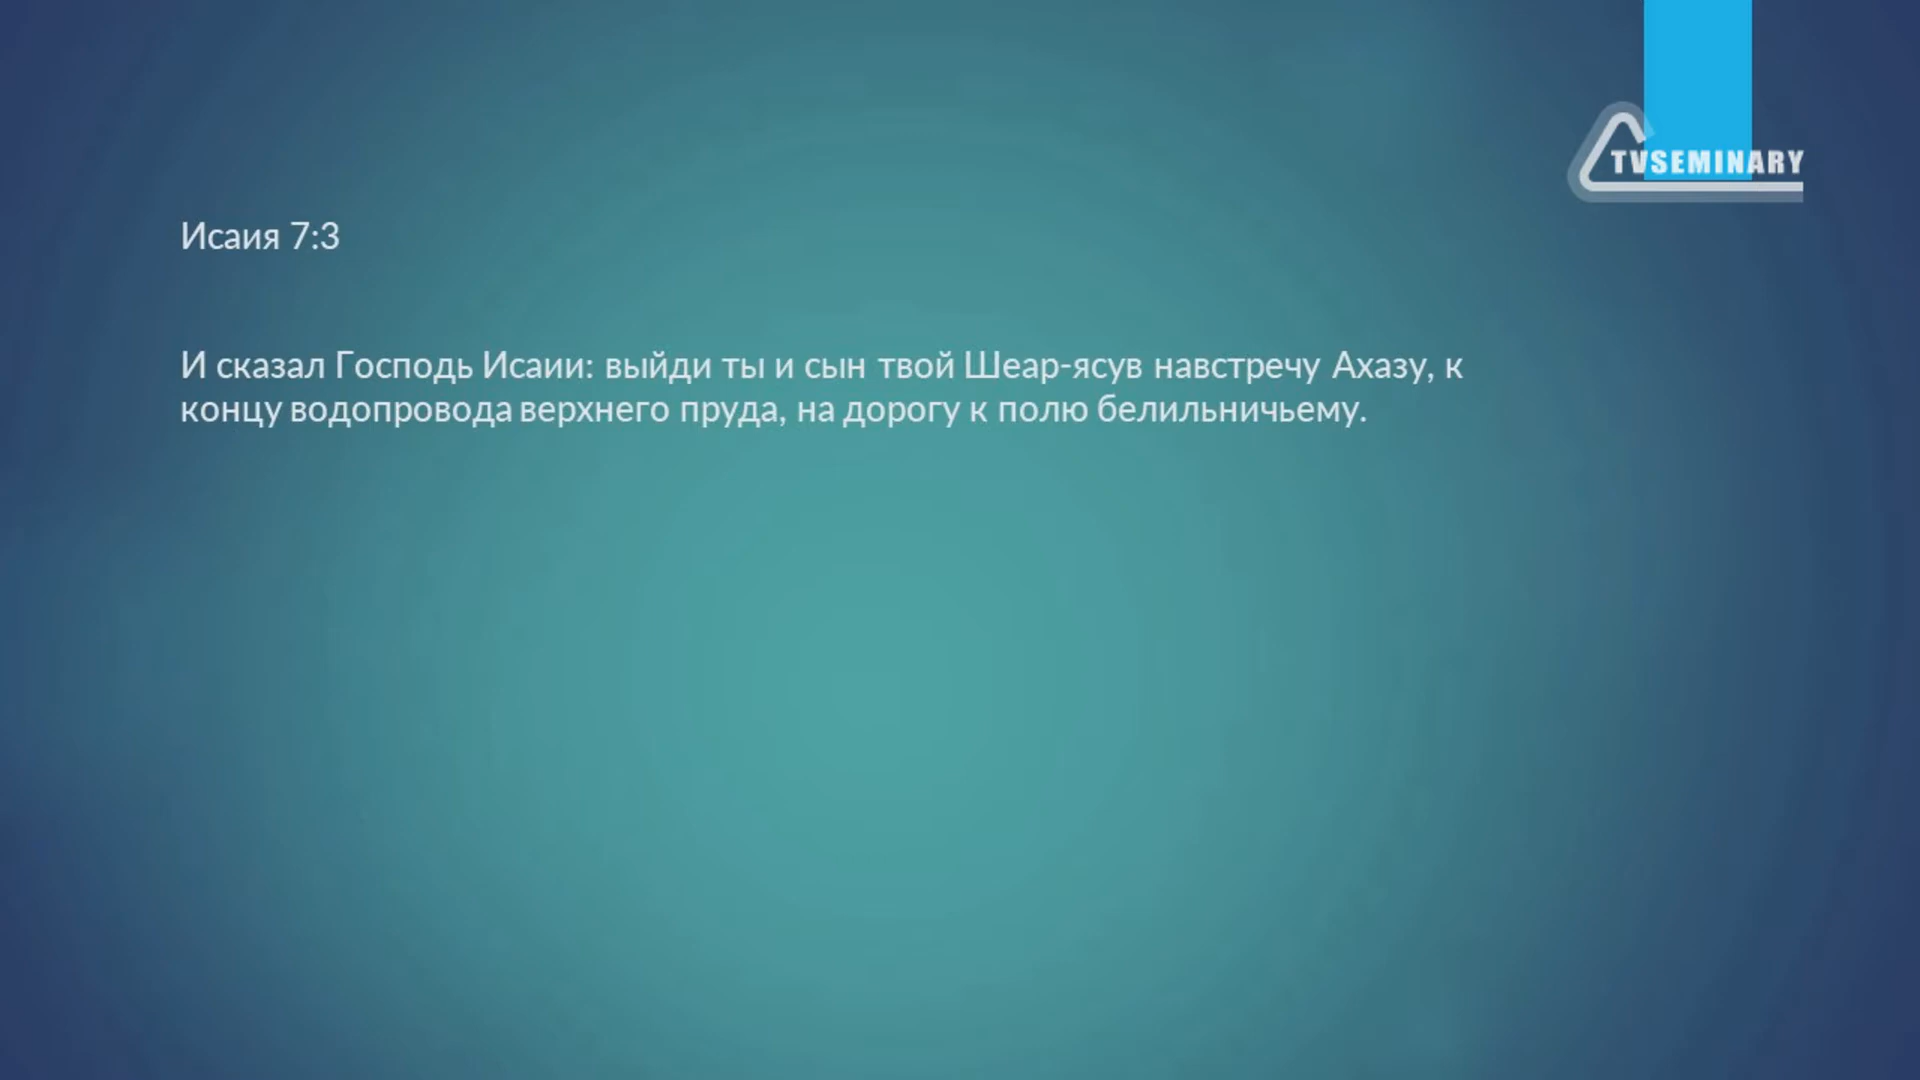 TVSEMINARY
Исаия 7:3
И сказал Господь Исаии: выйди ты и сын твой Шеар-ясув навстречу Ахазу, к
концу водопровода верхнего пруда, на дорогу к полю белильничьему.